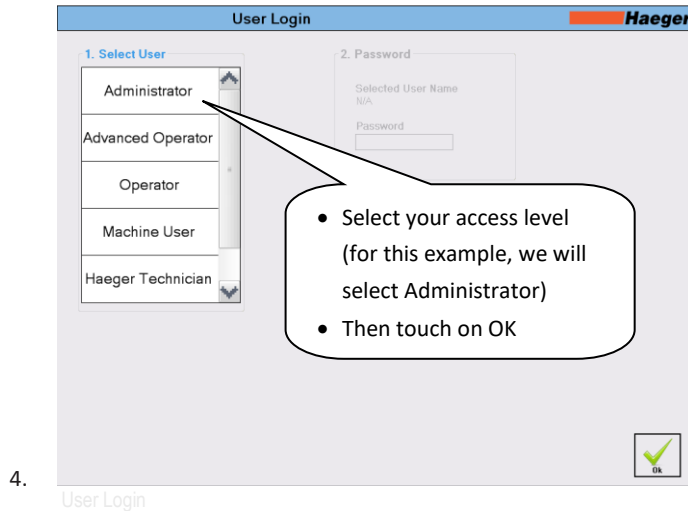 User Login
Haeger
1. Select User
Administrator
Advanced Operator
Operator
Machine User
Haeger Technician
2. Password
Selected User Name
N/A
Password
• Select your access level
(for this example, we will
select Administrator)
• Then touch on OK
Ok
4.
User Login